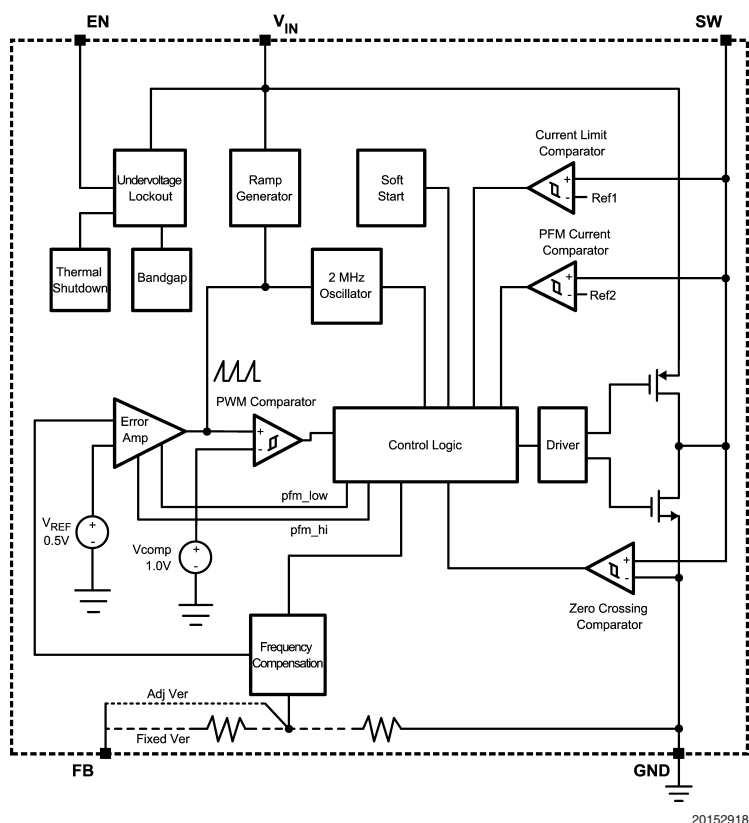 EN
VIN
SW
Undervoltage
Lockout
Ramp
Generator
Soft
Start
Current Limit
Comparator
+
-
Ref1
PFM Current
Comparator
+
-
Ref2
Thermal
Shutdown
Bandgap
2 MHz
Oscillator
PWM Comparator
Error
Amp
+
-
Control Logic
Driver
pfm_low
pfm_hi
VREF
0.5V
+
-
Vcomp
1.0V
+
-
+
-
Zero Crossing
Comparator
Frequency
Compensation
Adj Ver
Fixed Ver
FB
GND
20152918